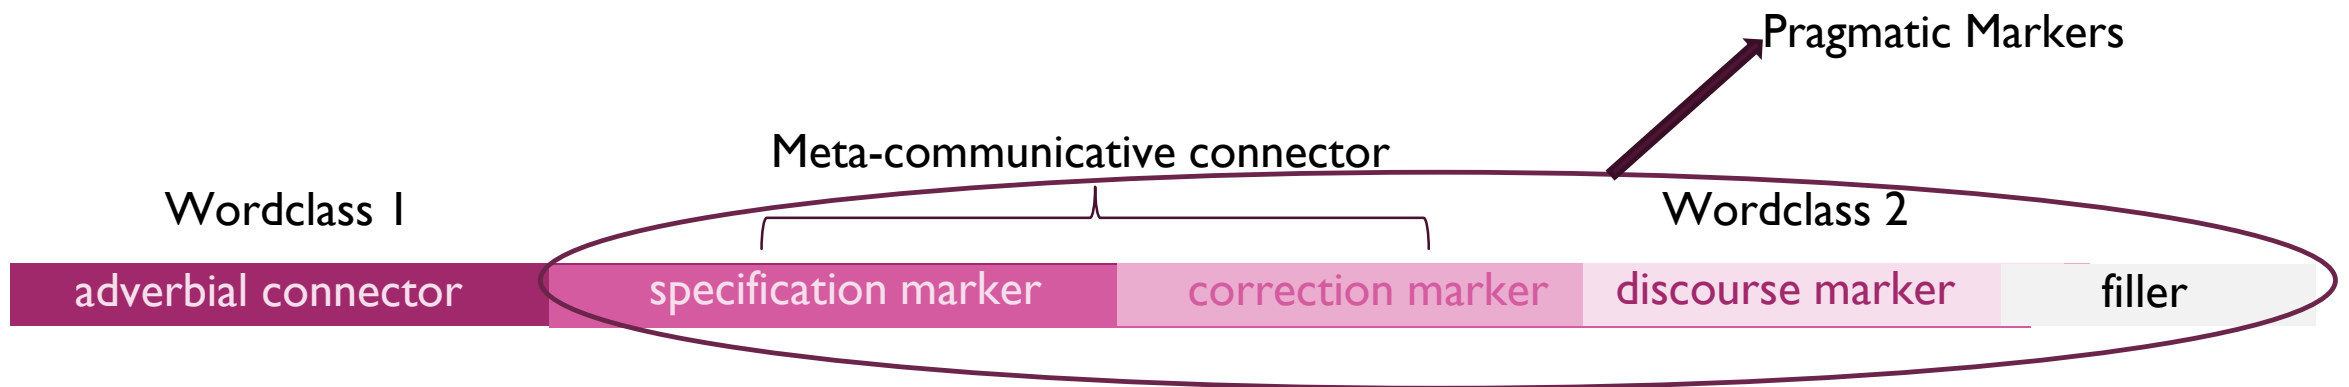 Pragmatic Markers
Meta-communicative connector
Wordclass 1
Wordclass 2
adverbial connector
specification marker
correction marker
discourse marker
filler